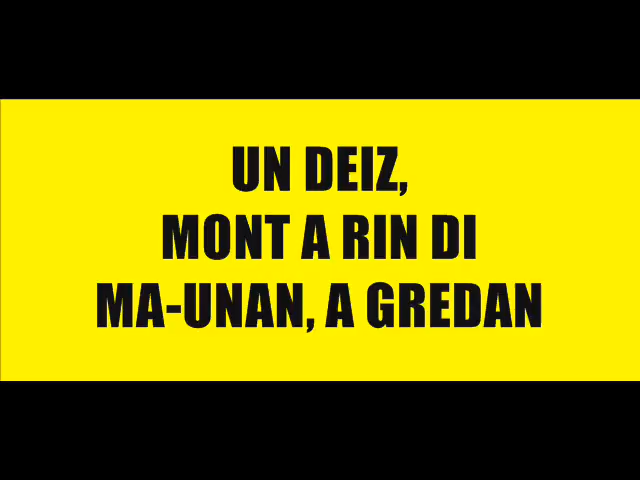 UN DEIZ,
MONT A RIN DI
MA-UNAN, A GREDAN